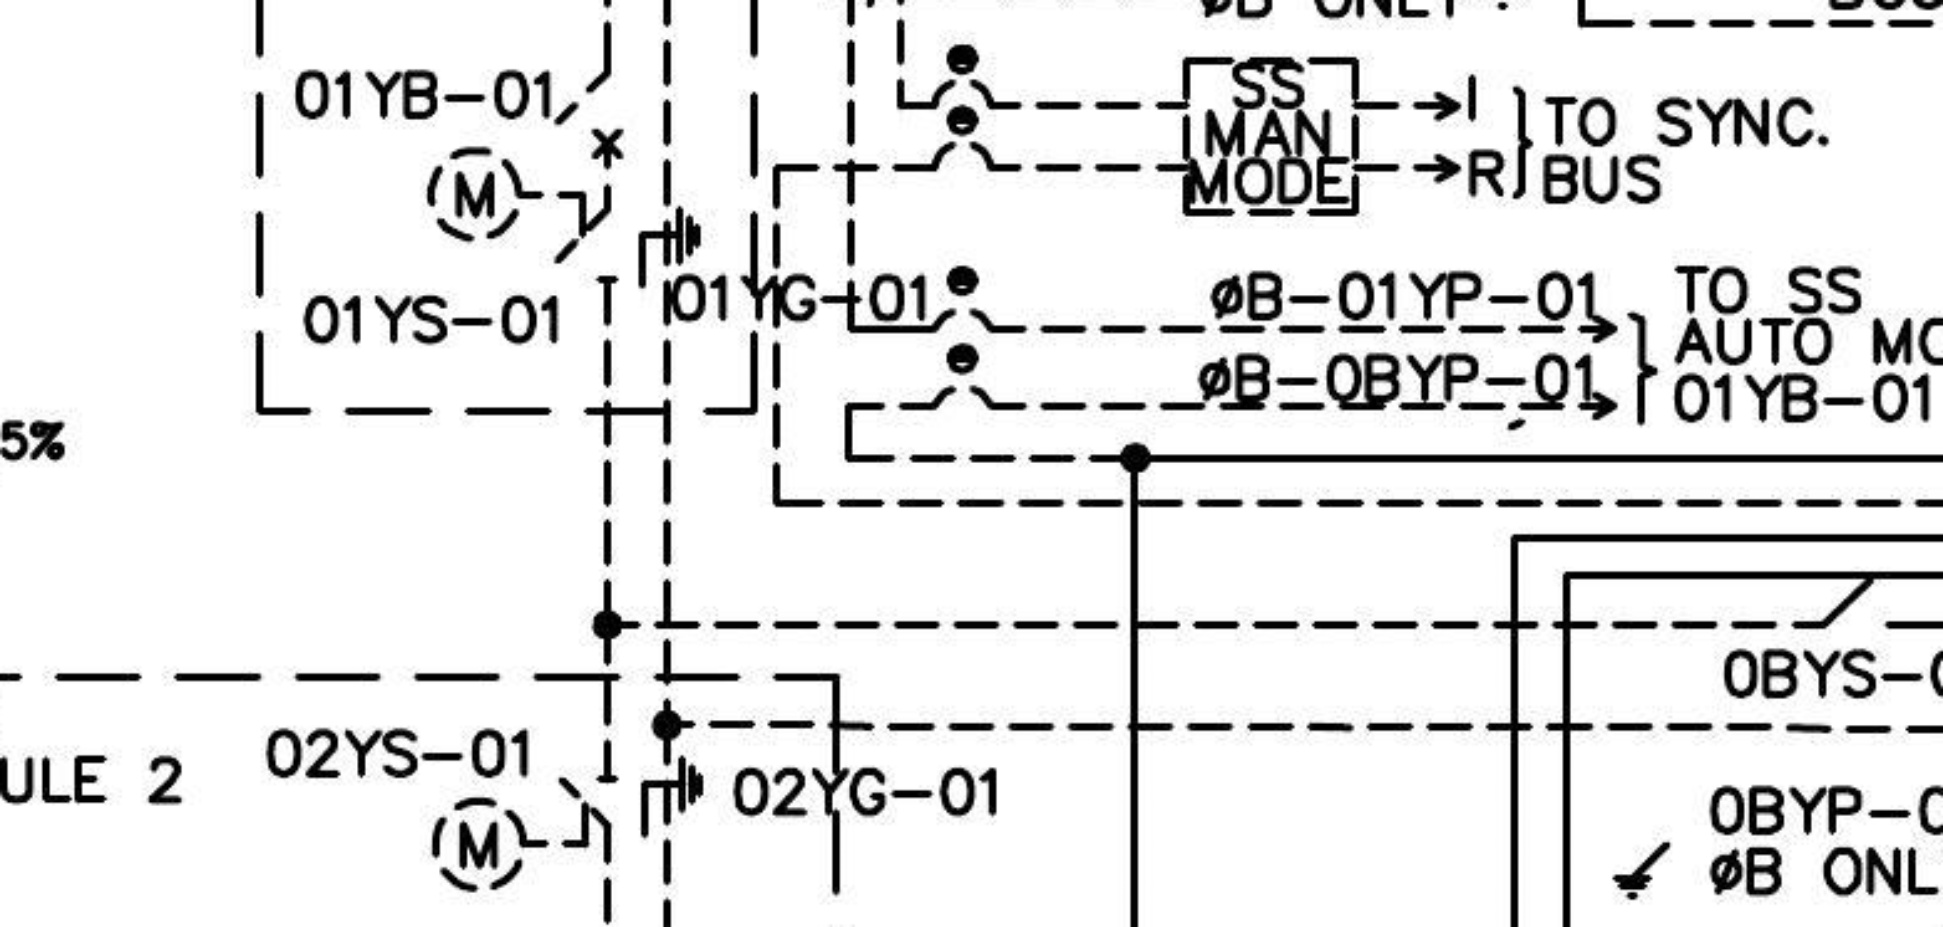 øB ONLY.
01YB-01
SS
MAN
MODE
I
R
TO SYNC.
BUS
M
01YS-01
01YG-01
øB-01YP-01
øB-0BYP-01
TO SS
AUTO MO
01YB-01
5%
0BYS-0
02YS-01
ULE 2
02YG-01
M
0BYP-0
øB ONL